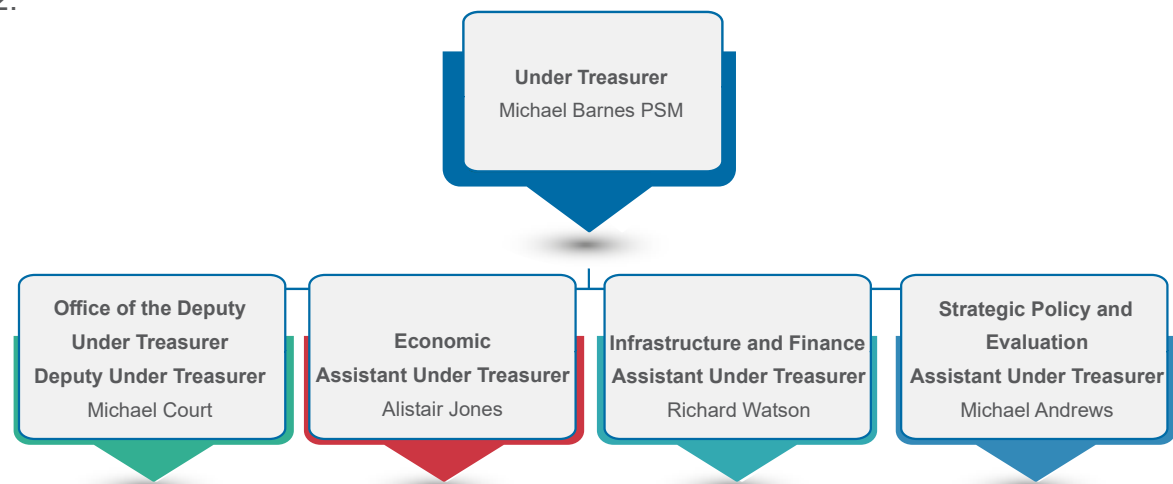 2.
Under Treasurer
Michael Barnes PSM
Office of the Deputy
Under Treasurer
Deputy Under Treasurer
Michael Court
Economic
Assistant Under Treasurer
Alistair Jones
Infrastructure and Finance
Assistant Under Treasurer
Richard Watson
Strategic Policy and
Evaluation
Assistant Under Treasurer
Michael Andrews